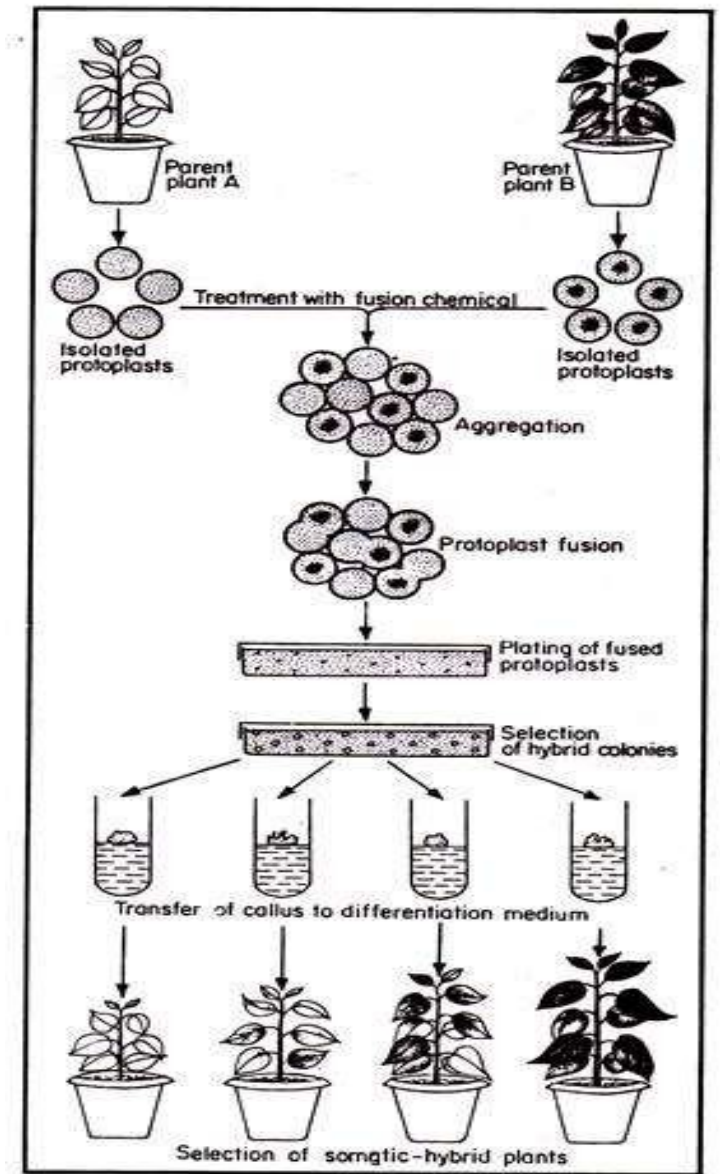 Parent
plant A
Parent
plant B
Treatment with fusion chemical
Isolated
protoplasts
Isolated
protoplasts
Aggregation
Protoplast fusion
Plating of fused
protoplasts
Selection
of hybrid colonies
Transfer of callus to differentiation medium
Selection of somgtic-hybrid plants